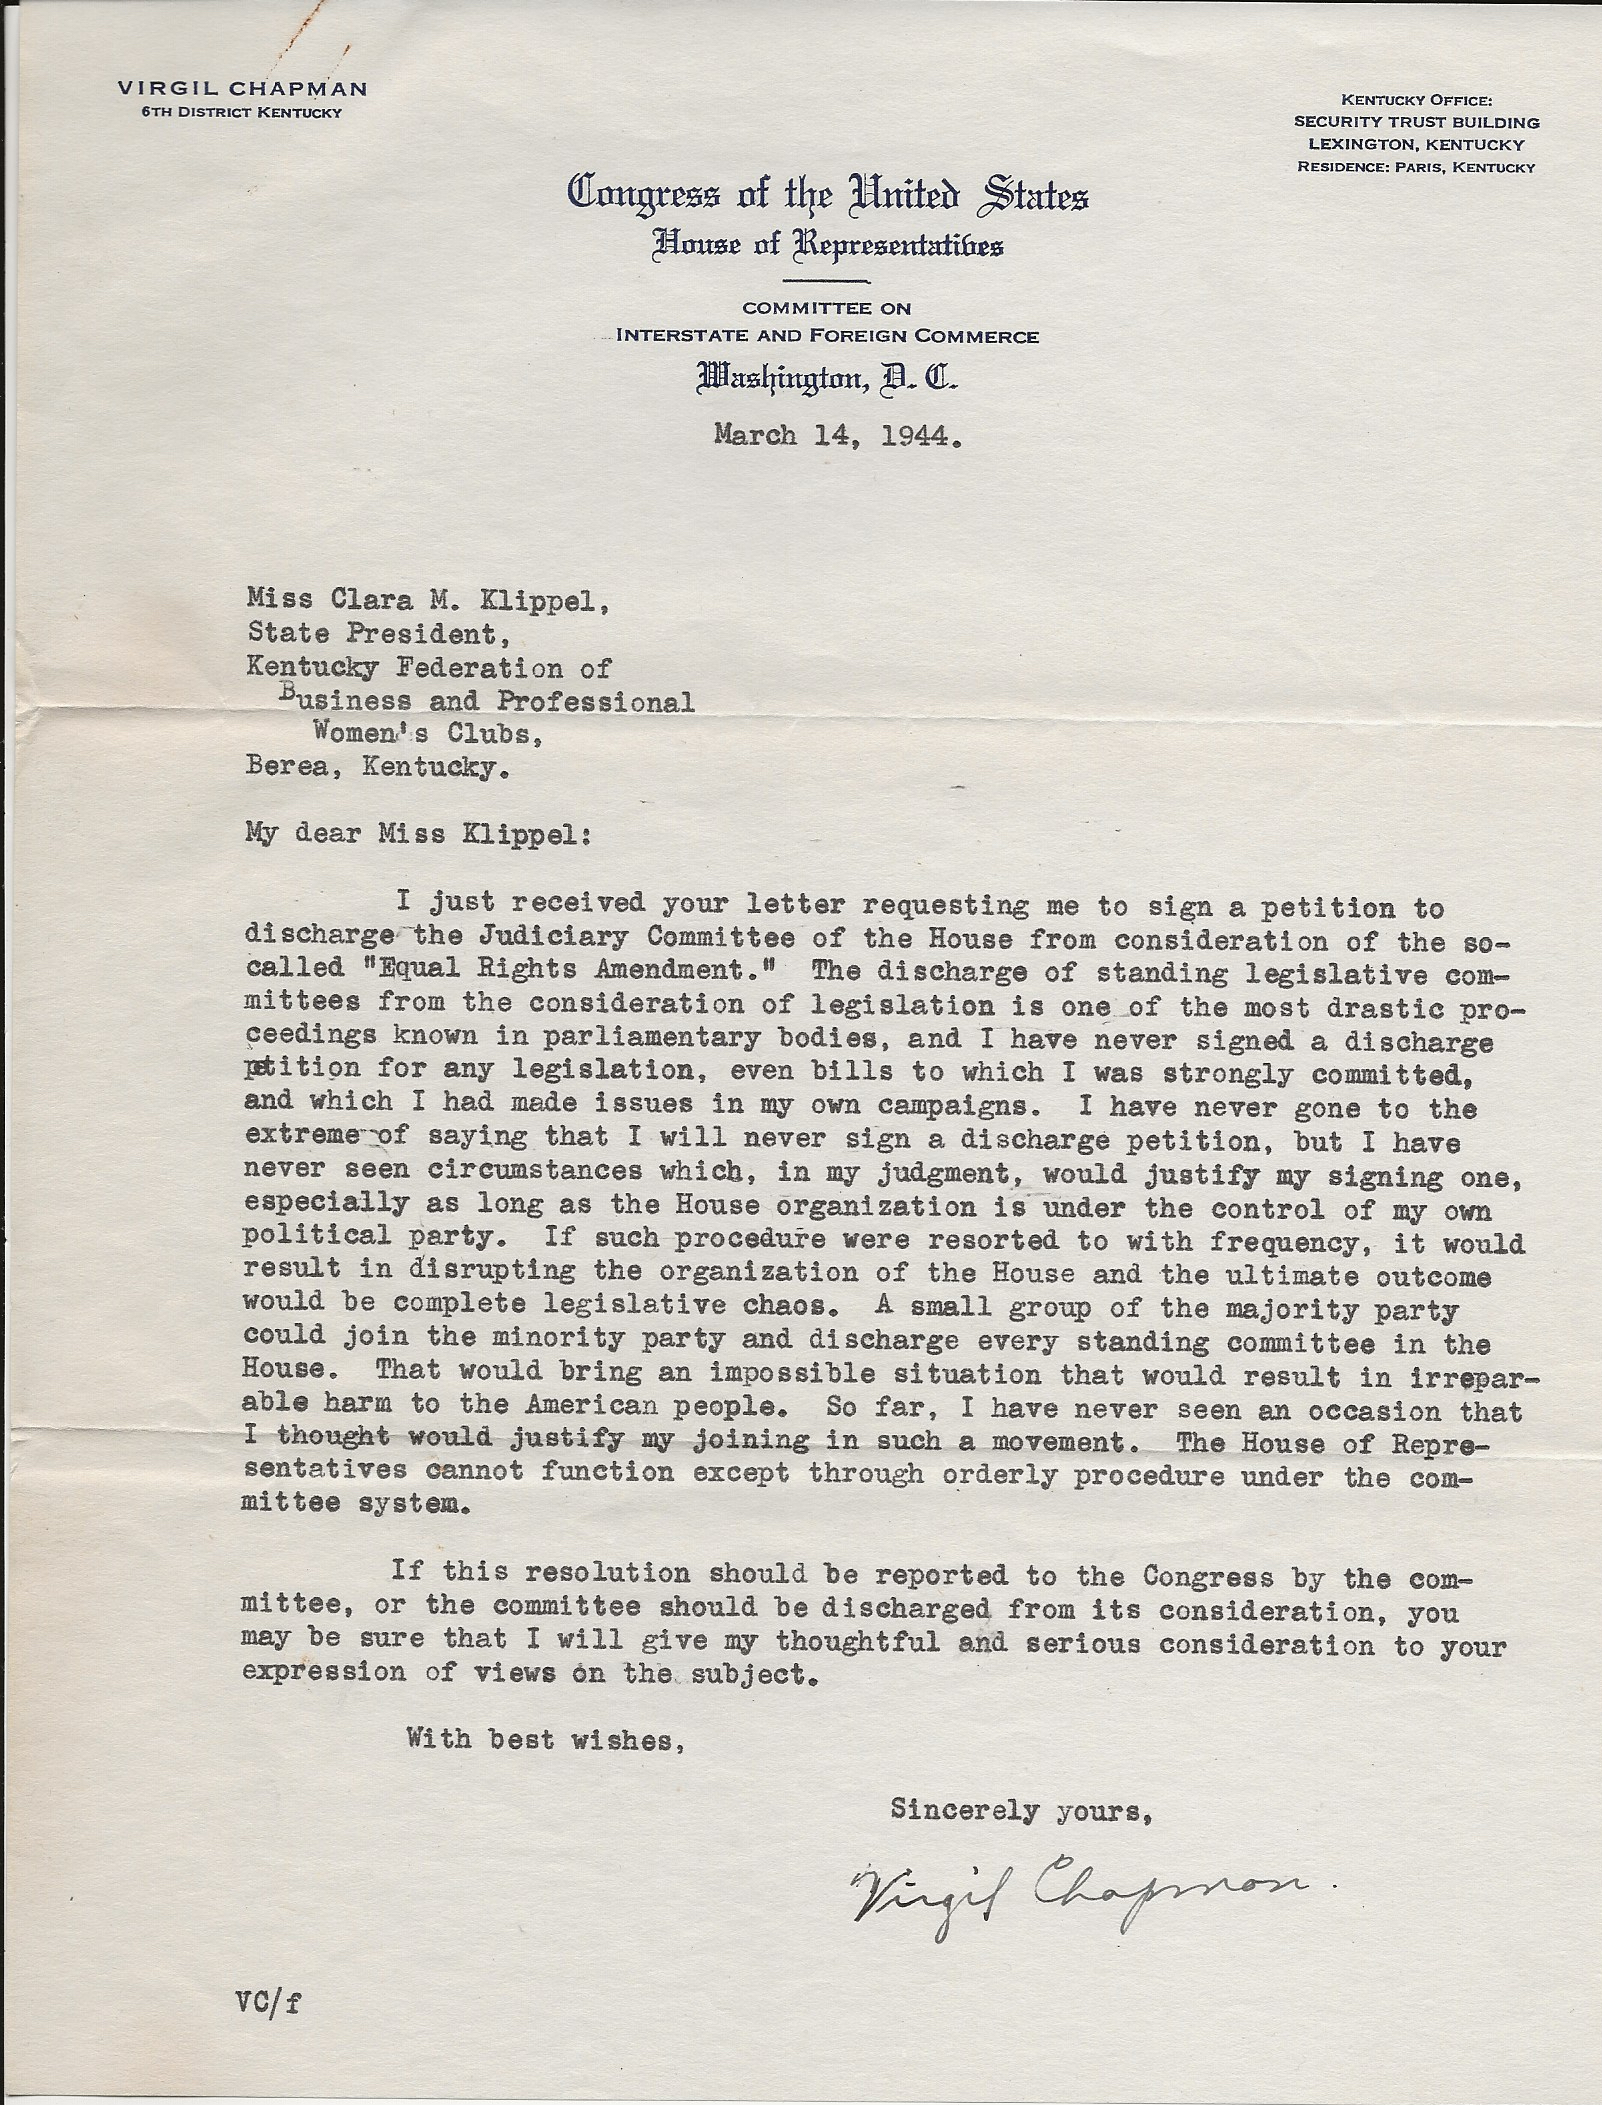 VIRGIL CHAPMAN
6TH DISTRICT KENTUCKY
KENTUCKY OFFICE:
SECURITY TRUST BUILDING
LEXINGTON, KENTUCKY
RESIDENCE: PARIS, KENTUCKY
Congress of the United States
House of Representatives
COMMITTEE ON
INTERSTATE AND FOREIGN COMMERCE
Washington, D. C.
March 14, 1944.
Miss Clara M. Klippel,
State President,
Kentucky Federation of
Business and Professional
Women's Clubs,
Berea, Kentucky.
My dear Miss Klippel:
I just received your letter requesting me to sign a petition to
discharge the Judiciary Committee of the House from consideration of the so-
called "Equal Rights Amendment." The discharge of standing legislative com-
mittees from the consideration of legislation is one of the most drastic pro-
ceedings known in parliamentary bodies, and I have never signed a discharge
petition for any legislation, even bills to which I was strongly committed,
and which I had made issues in my own campaigns. I have never gone to the
extreme of saying that I will never sign a discharge petition, but I have
never seen circumstances which, in my judgment, would justify my signing one,
especially as long as the House organization is under the control of my own
political party. If such procedure were resorted to with frequency, it would
result in disrupting the organization of the House and the ultimate outcome
would be complete legislative chaos. A small group of the majority party
could join the minority party and discharge every standing committee in the
House. That would bring an impossible situation that would result in irrepar-
able harm to the American people. So far, I have never seen an occasion that
I thought would justify my joining in such a movement. The House of Repre-
sentatives cannot function except through orderly procedure under the com-
mittee system.
If this resolution should be reported to the Congress by the com-
mittee, or the committee should be discharged from its consideration, you
may be sure that I will give my thoughtful and serious consideration to your
expression of views on the subject.
With best wishes,
Sincerely yours,
Virgil Chapman.
VC/f